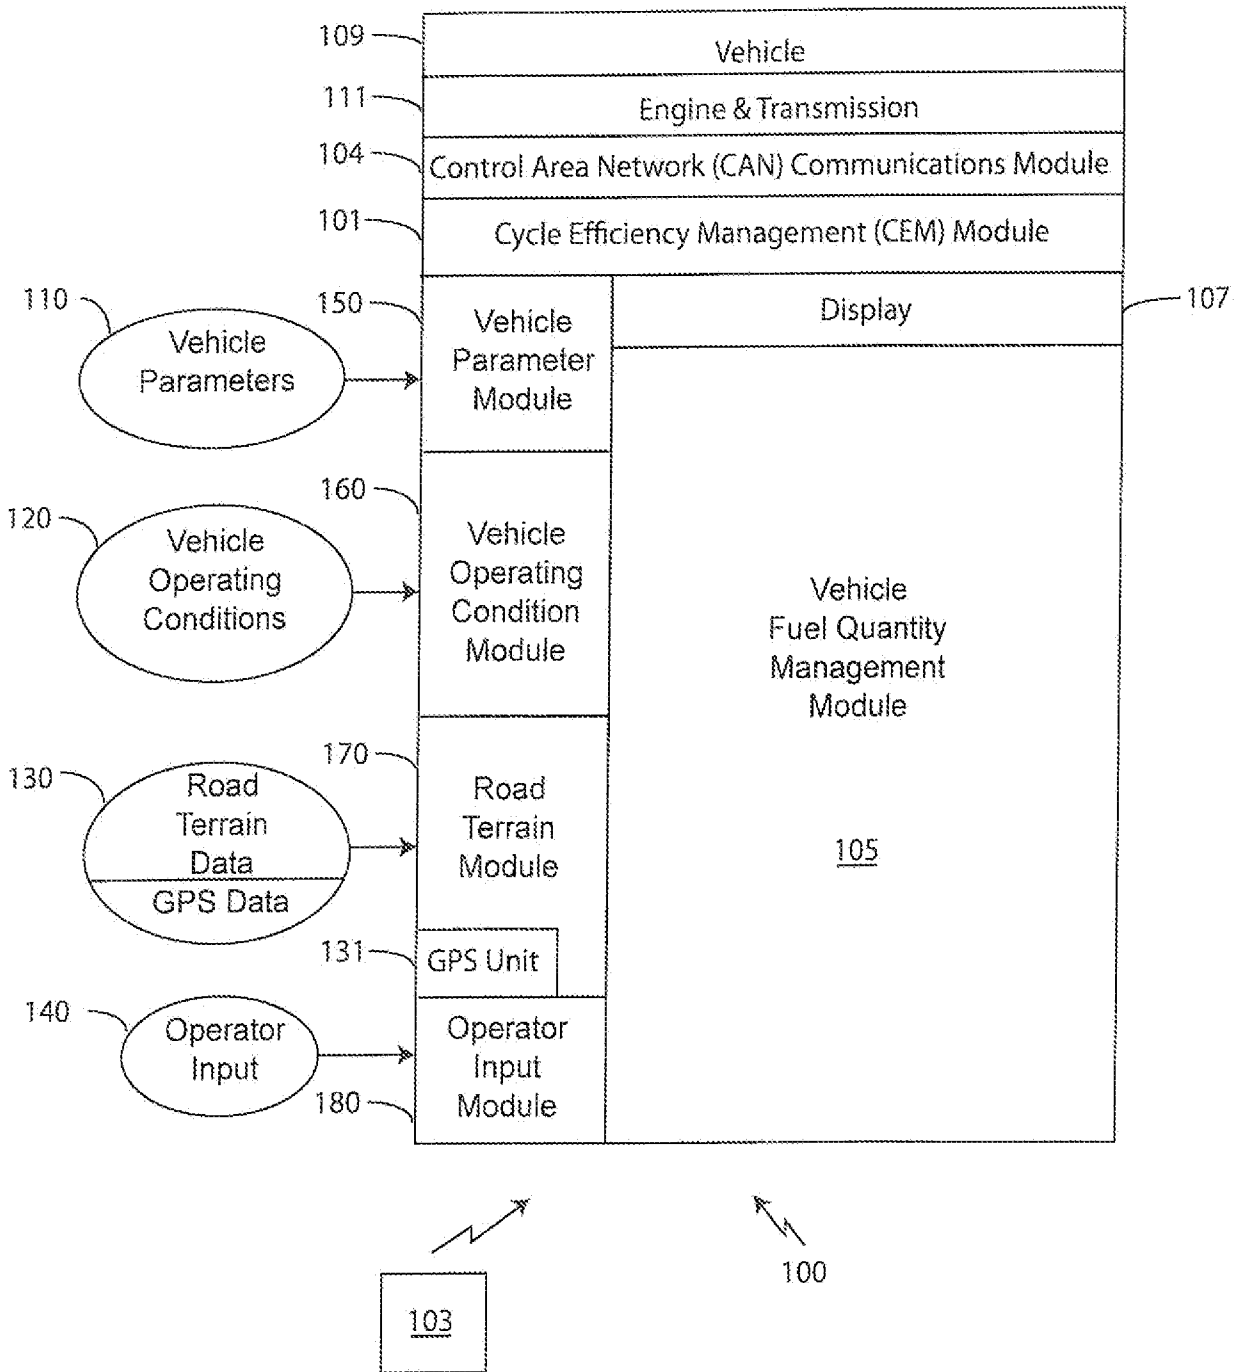 109
Vehicle
111
Engine & Transmission
104
Control Area Network (CAN) Communications Module
101
Cycle Efficiency Management (CEM) Module
110
Vehicle
Parameters
150
Vehicle
Parameter
Module
Display
107
120
Vehicle
Operating
Conditions
160
Vehicle
Operating
Condition
Module
Vehicle
Fuel Quantity
Management
Module
105
130
Road
Terrain
Data
GPS Data
170
Road
Terrain
Module
131
GPS Unit
140
Operator
Input
180
Operator
Input
Module
103
100